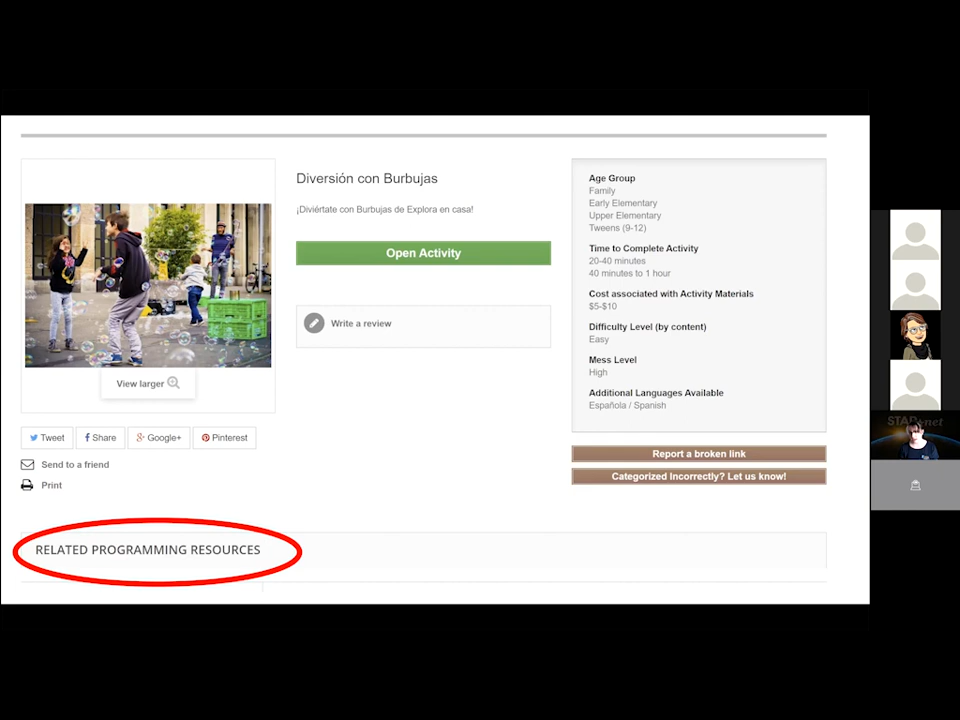 Diversión con Burbujas
¡Diviértate con Burbujas de Explora en casa!
Open Activity
Write a review
View larger
Tweet
Share
Google+
Pinterest
Send to a friend
Print
Age Group
Family
Early Elementary
Upper Elementary
Tweens (9-12)
Time to Complete Activity
20-40 minutes
40 minutes to 1 hour
Cost associated with Activity Materials
$5-$10
Difficulty Level (by content)
Easy
Mess Level
High
Additional Languages Available
Española / Spanish
Report a broken link
Categorized Incorrectly? Let us know!
RELATED PROGRAMMING RESOURCES